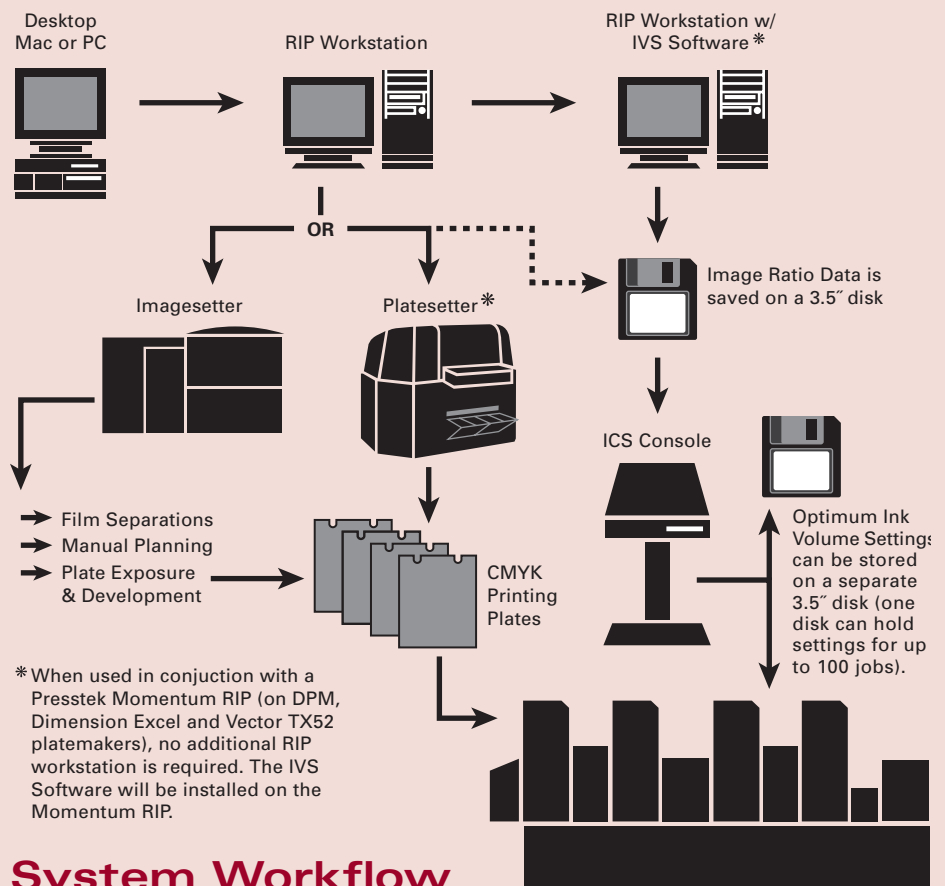 Desktop
Mac or PC
RIP Workstation
RIP Workstation w/
IVS Software*
OR
Image Ratio Data is
saved on a 3.5˝ disk
Imagesetter
Platesetter*
ICS Console
Film Separations
Manual Planning
Plate Exposure
& Development
CMYK
Printing
Plates
Optimum Ink
Volume Settings
can be stored
on a separate
3.5˝ disk (one
disk can hold
settings for up
to 100 jobs).
*When used in conjuction with a
Presstek Momentum RIP (on DPM,
Dimension Excel and Vector TX52
platemakers), no additional RIP
workstation is required. The IVS
Software will be installed on the
Momentum RIP.
System Workflow